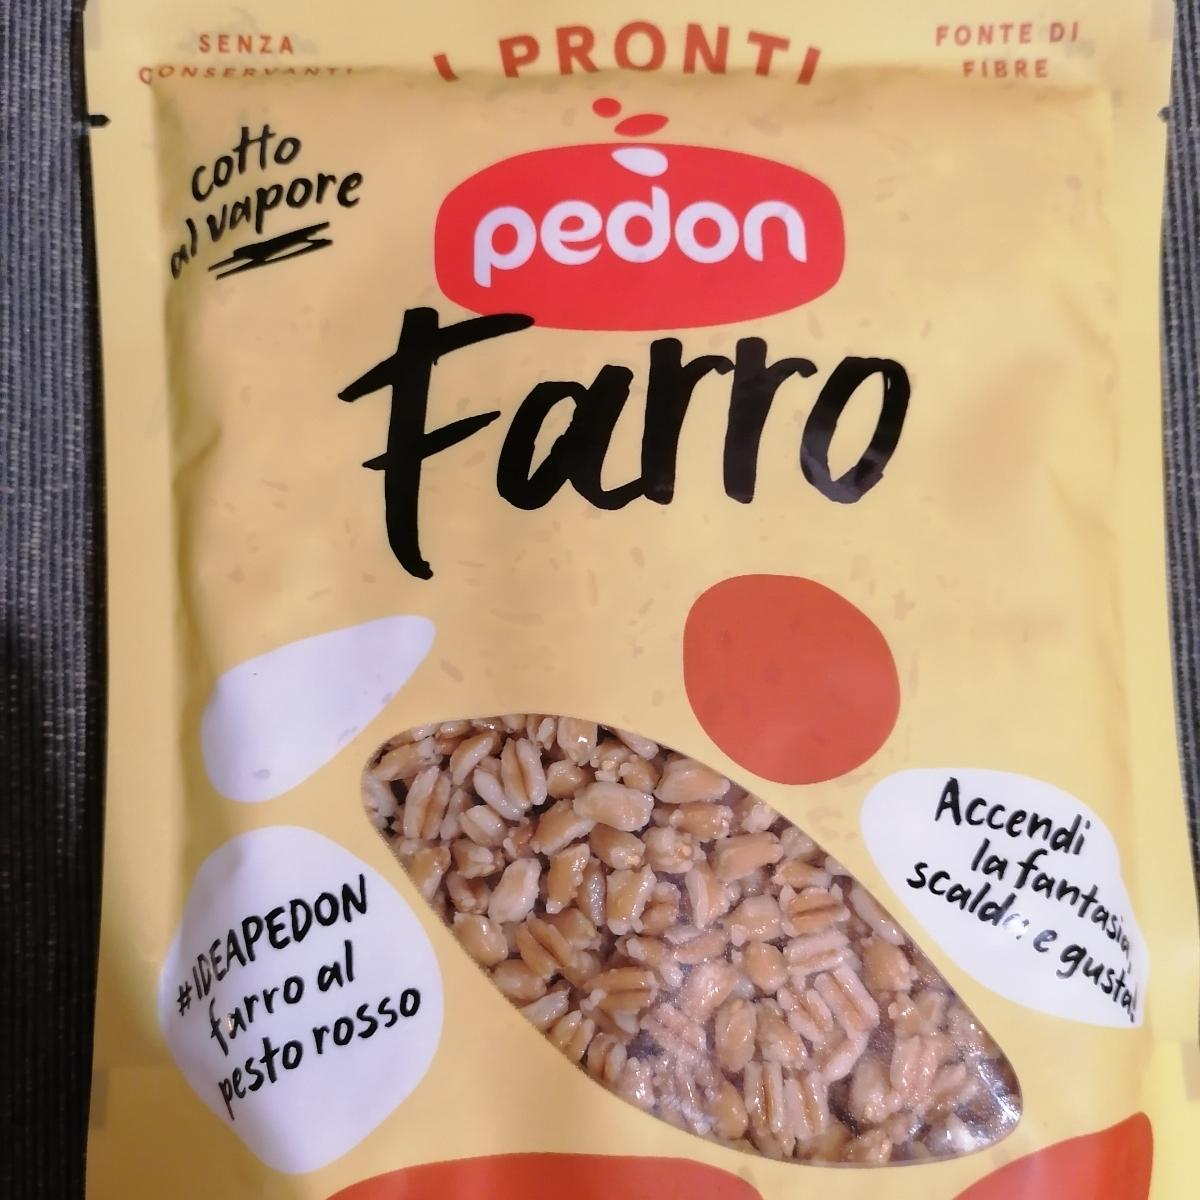 SENZA
CONSERVANTI
I PRONTI
FONTE DI
FIBRE
cotto
al vapore
pedon
Farro
Accendi
la fantasia,
scalda e gusta!
#IDEAPEDON
farro al
pesto rosso